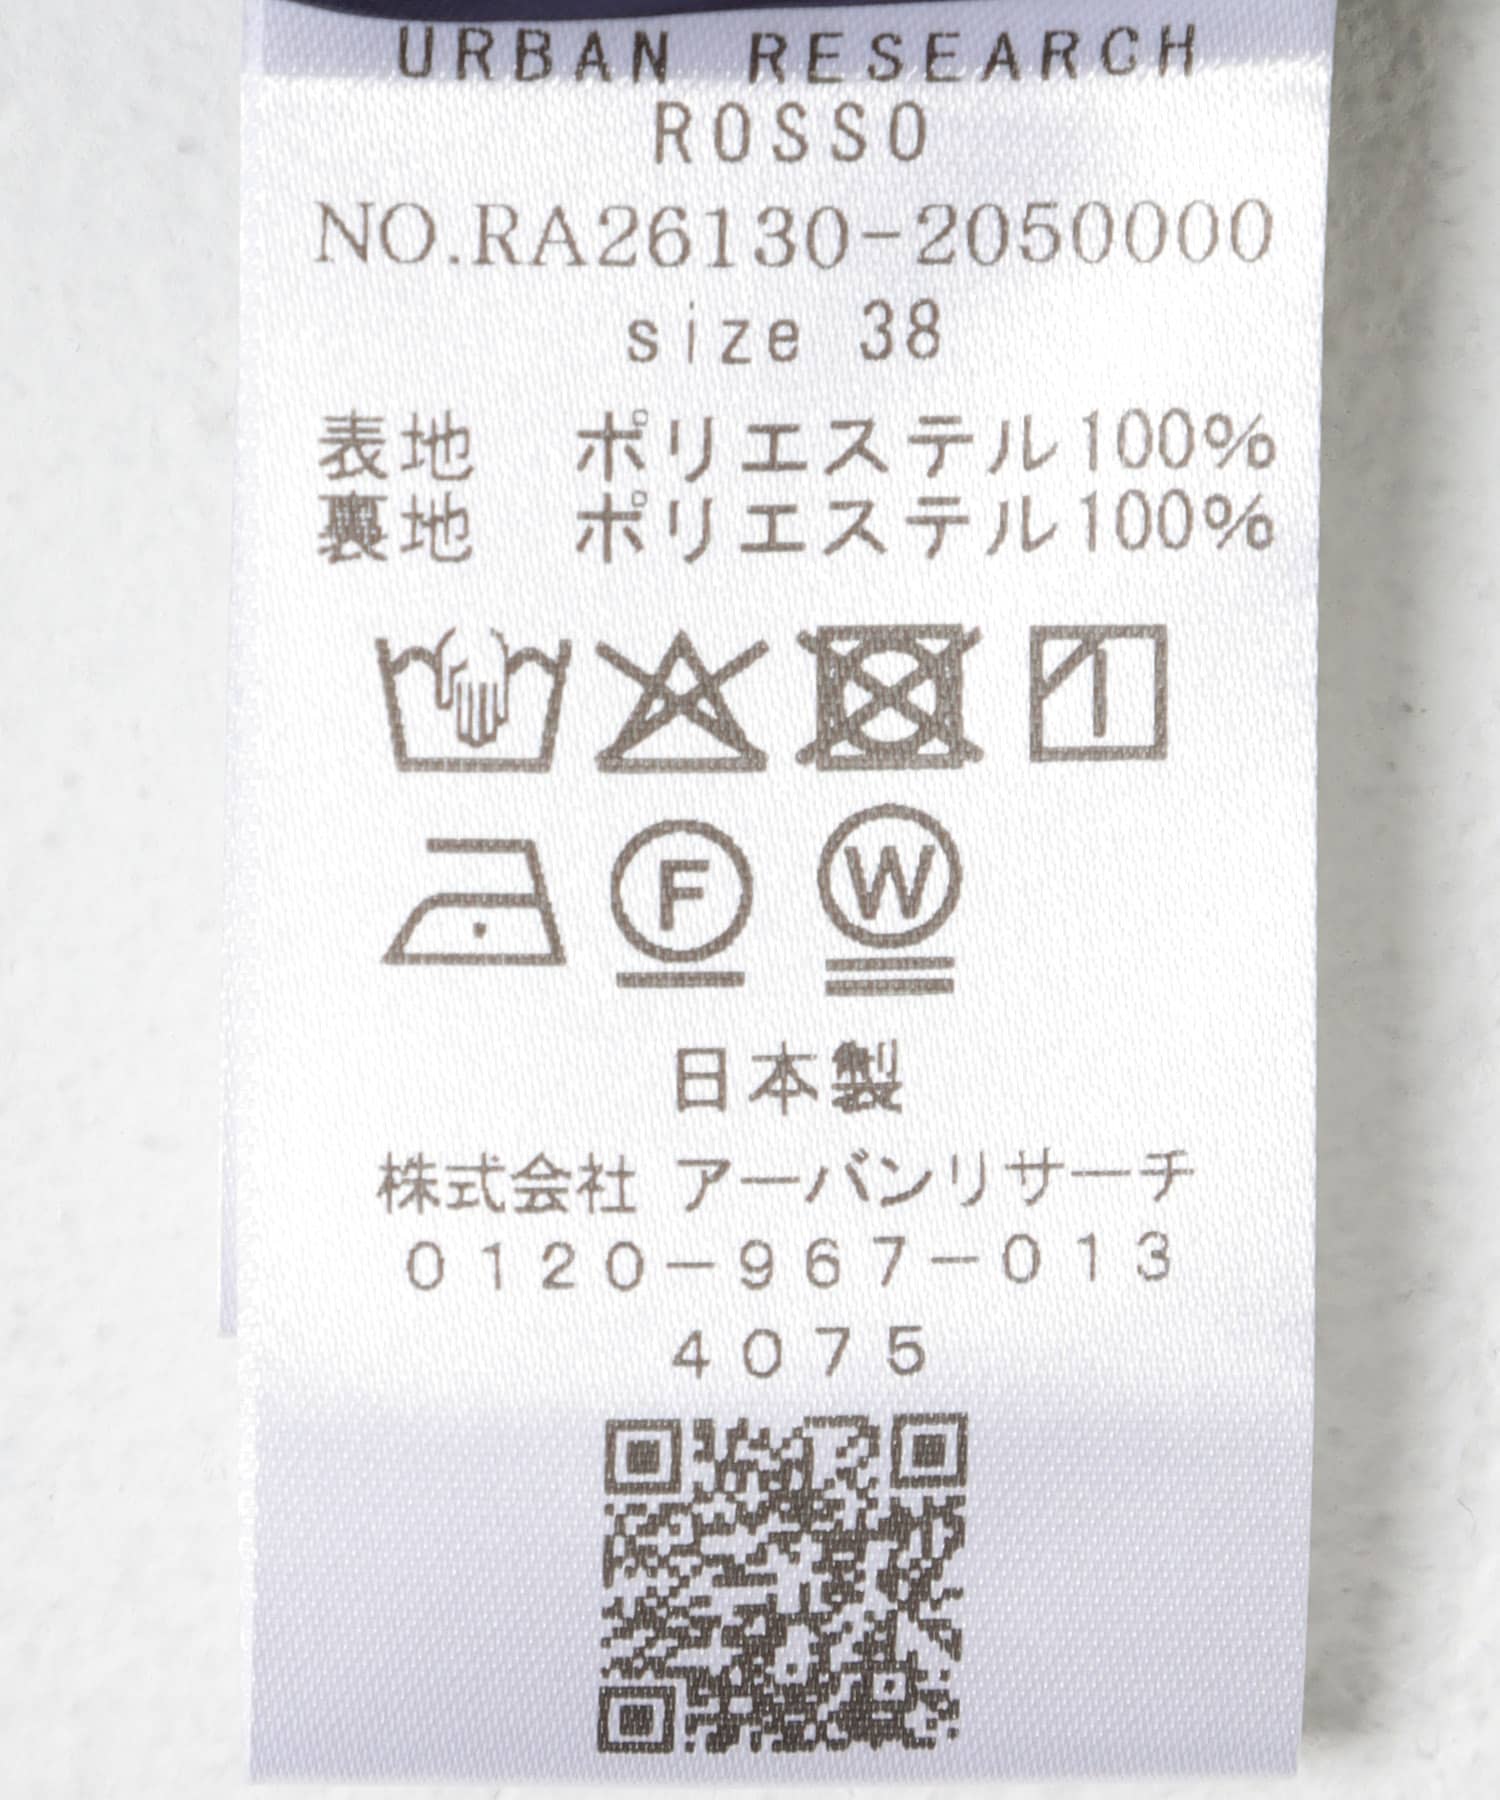 URBAN RESEARCH
ROSSO
NO.RA26130-2050000
size 38
表地 ポリエステル100%
裏地 ポリエステル100%
F W
日本製
株式会社 アーバンリサーチ
0120-967-013
4075